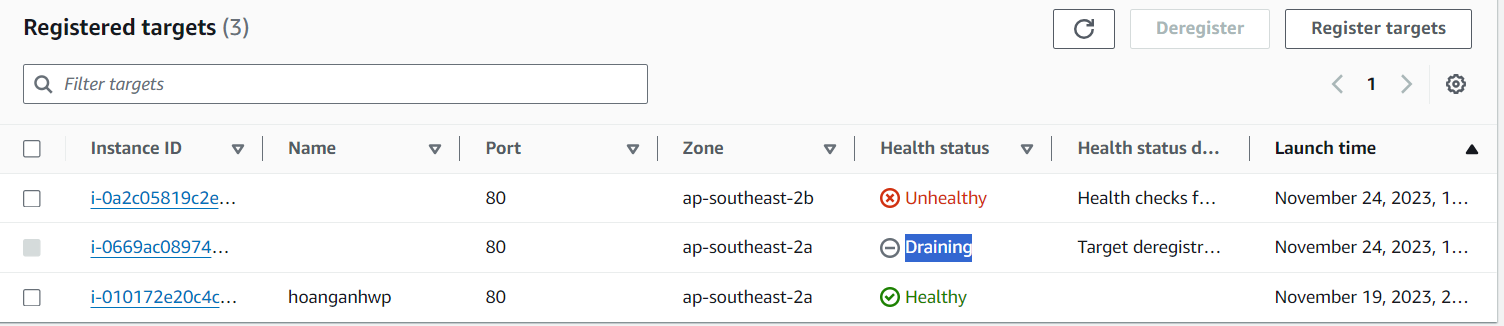 Registered targets (3)
Deregister
Register targets
Filter targets
1
Instance ID Name Port Zone Health status Health status d... Launch time
i-0a2c05819c2e... 80 ap-southeast-2b Unhealthy Health checks f... November 24, 2023, 1...
i-0669ac08974... 80 ap-southeast-2a Draining Target deregistr... November 24, 2023, 1...
i-010172e20c4c... hoanganhwp 80 ap-southeast-2a Healthy November 19, 2023, 2...